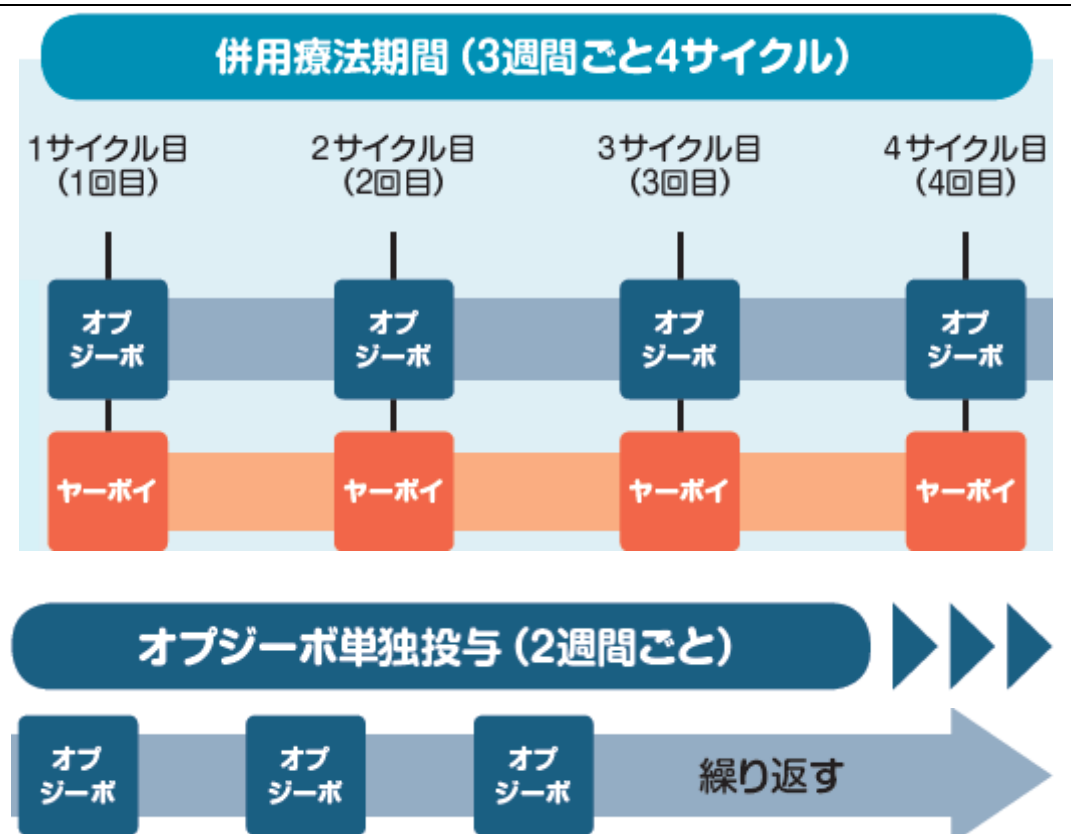 併用療法期間（3週間ごと4サイクル）
1サイクル目
（1回目）
2サイクル目
（2回目）
3サイクル目
（3回目）
4サイクル目
（4回目）
オプ
ジーボ
オプ
ジーボ
オプ
ジーボ
オプ
ジーボ
ヤーボイ
ヤーボイ
ヤーボイ
ヤーボイ
オプジーボ単独投与（2週間ごと）
オプ
ジーボ
オプ
ジーボ
オプ
ジーボ
繰り返す